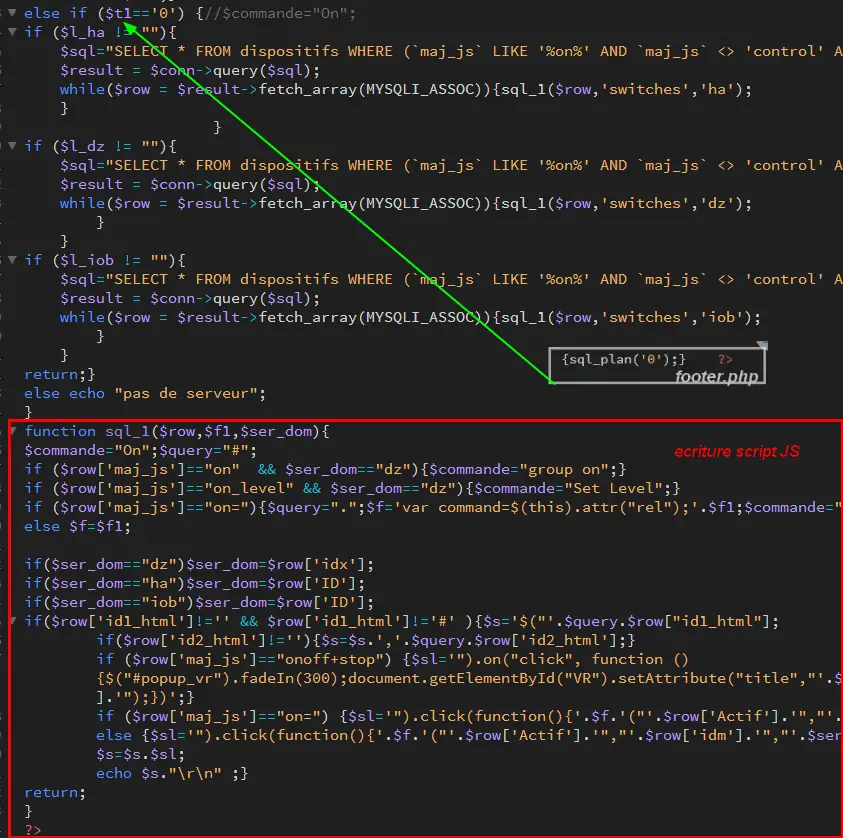 else if ($t1=='0') {//$commande="On";
if ($l_ha != ""){
$sql="SELECT * FROM dispositifs WHERE (`maj_js` LIKE '%on%' AND `maj_js` <> 'control' A
$result = $conn->query($sql);
while($row = $result->fetch_array(MYSQLI_ASSOC)){sql_1($row,'switches','ha');
}
}
if ($l_dz != ""){
$sql="SELECT * FROM dispositifs WHERE (`maj_js` LIKE '%on%' AND `maj_js` <> 'control' A
$result = $conn->query($sql);
while($row = $result->fetch_array(MYSQLI_ASSOC)){sql_1($row,'switches','dz');
}
}
if ($l_iob != ""){
$sql="SELECT * FROM dispositifs WHERE (`maj_js` LIKE '%on%' AND `maj_js` <> 'control' A
$result = $conn->query($sql);
while($row = $result->fetch_array(MYSQLI_ASSOC)){sql_1($row,'switches','iob');
}
}
{sql_plan('0');} ?>
footer.php
return;}
else echo "pas de serveur";
}
function sql_1($row,$f1,$ser_dom){
$commande="On";$query="#";
ecriture script JS
if ($row['maj_js']=="on" && $ser_dom=="dz"){$commande="group on";}
if ($row['maj_js']=="on_level" && $ser_dom=="dz"){$commande="Set Level";}
if ($row['maj_js']=="on="){$query=".";$f='var command=$(this).attr("rel");'.$f1;$commande="
else $f=$f1;
if($ser_dom=="dz")$ser_dom=$row['idx'];
if($ser_dom=="ha")$ser_dom=$row['ID'];
if($ser_dom=="iob")$ser_dom=$row['ID'];
if($row['id1_html']!='' && $row['id1_html']!='#' ){$s='$("'.$query.$row["id1_html"];
if($row['id2_html']!=''){$s=$s.','.$query.$row['id2_html'];}
if ($row['maj_js']=="onoff+stop") {$sl='").on("click", function ()
{$("#popup_vr").fadeIn(300);document.getElementById("VR").setAttribute("title","'.$
].'");})';}
if ($row['maj_js']=="on=") {$sl='").click(function(){'.$f.'("'.$row['Actif'].'","'.
else {$sl='").click(function(){'.$f.'("'.$row['Actif'].'","'.$row['idm'].'","'.$ser
$s=$s.$sl;
echo $s."\r\n" ;}
return;
}
?>